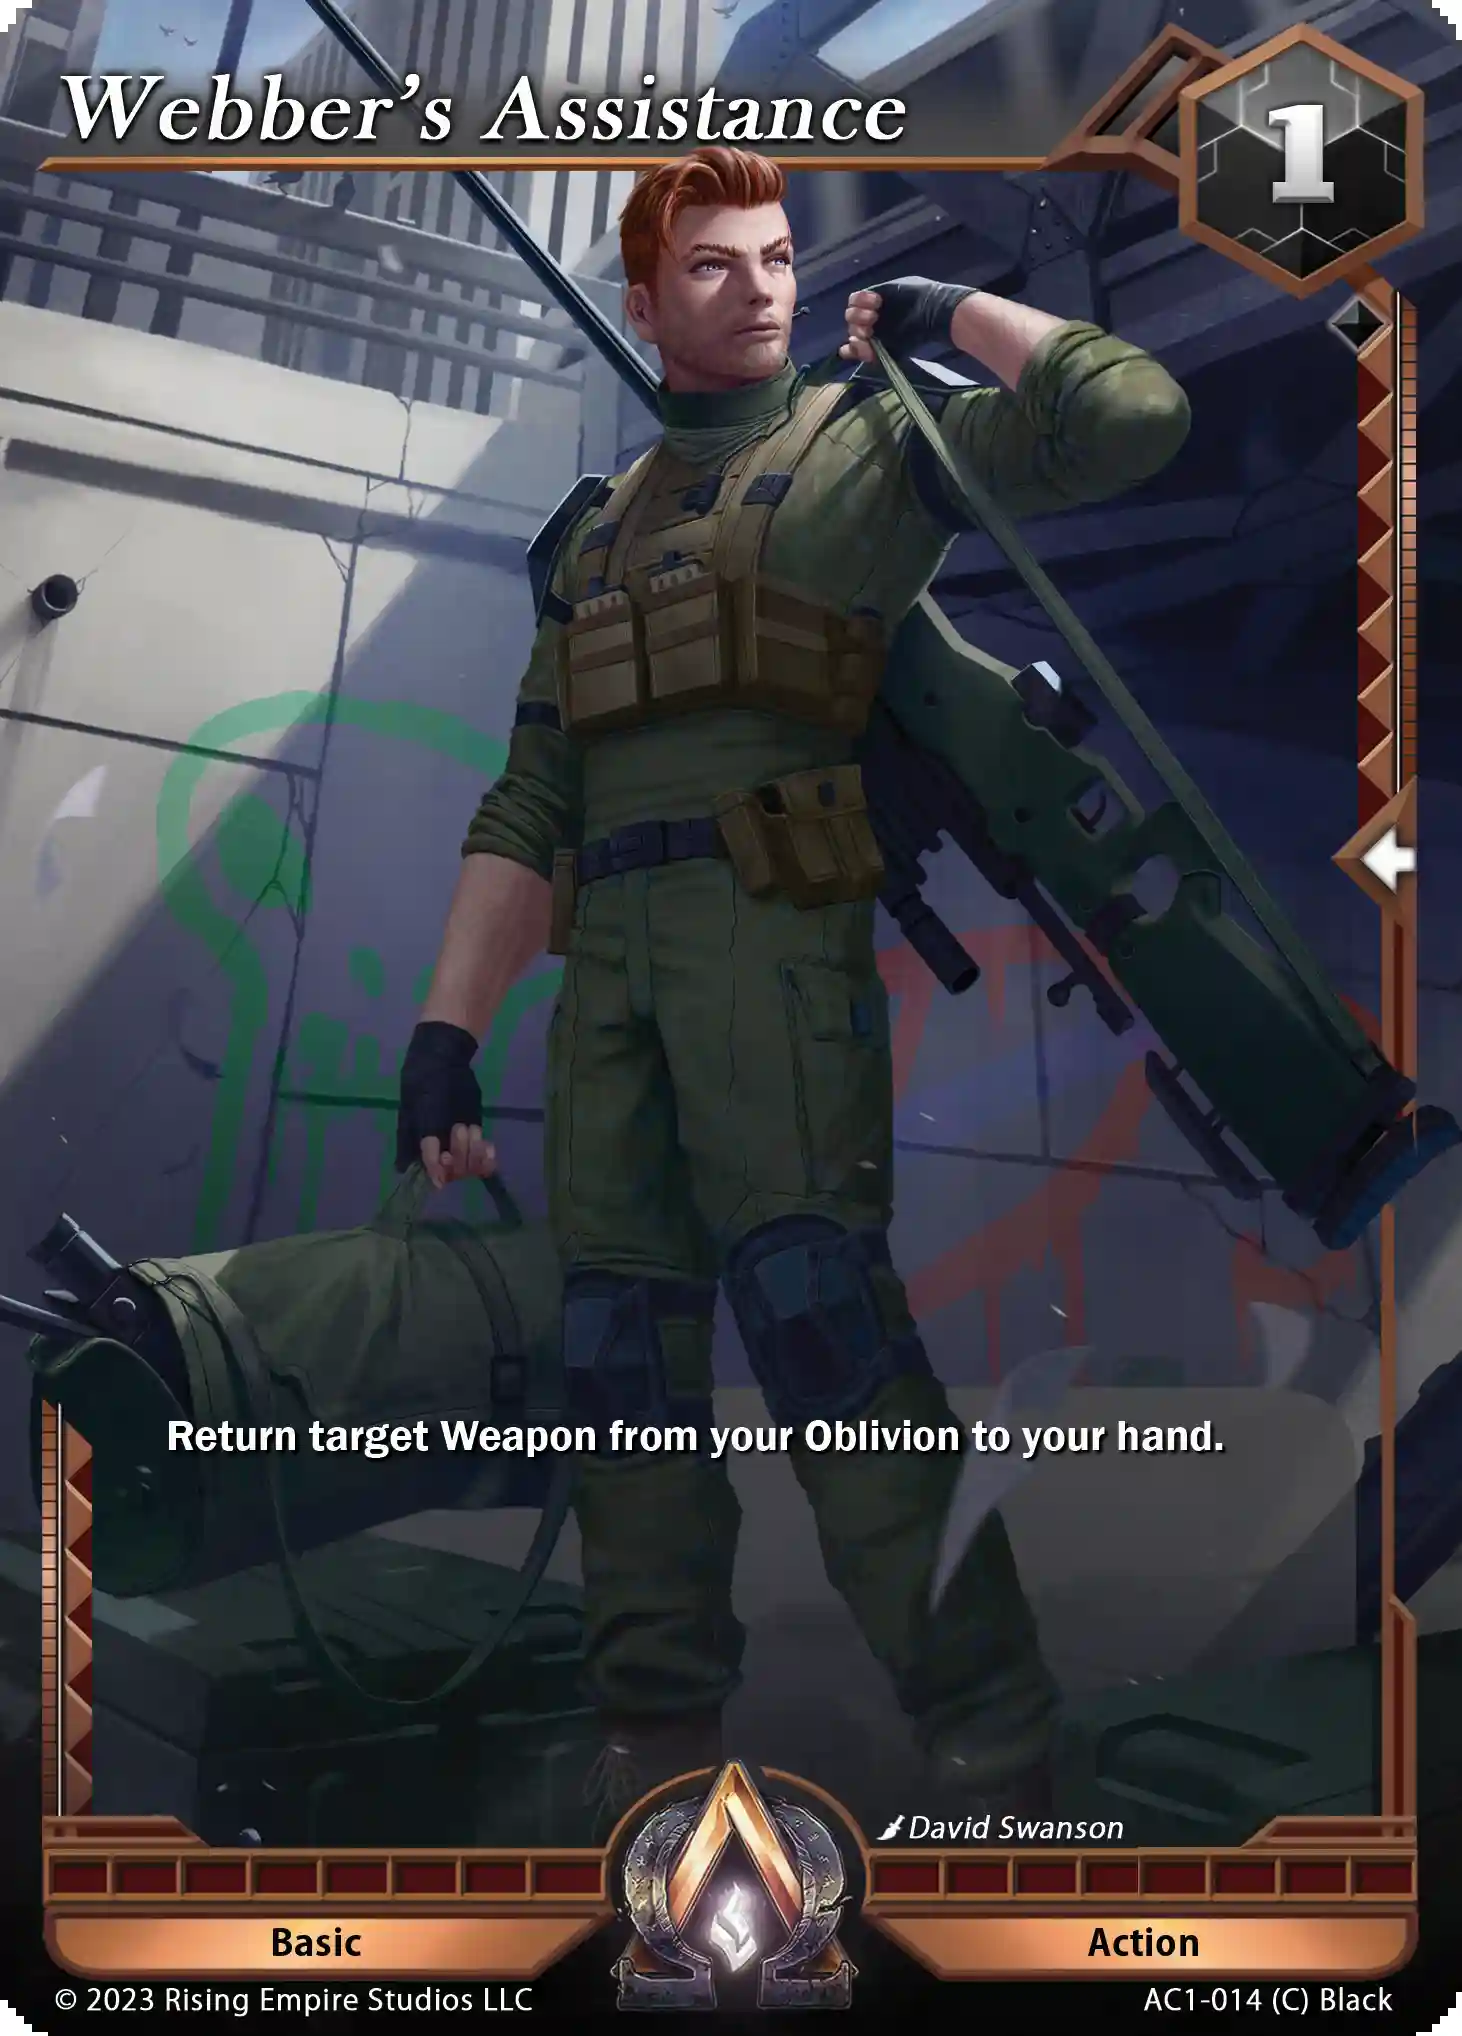 Webber's Assistance
1
Return target Weapon from your Oblivion to your hand.
David Swanson
Basic
Action
© 2023 Rising Empire Studios LLC
AC1-014 (C) Black